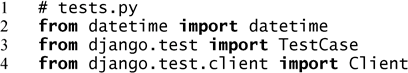 1 # tests.py
2 from datetime import datetime
3 from django.test import TestCase
4 from django.test.client import Client